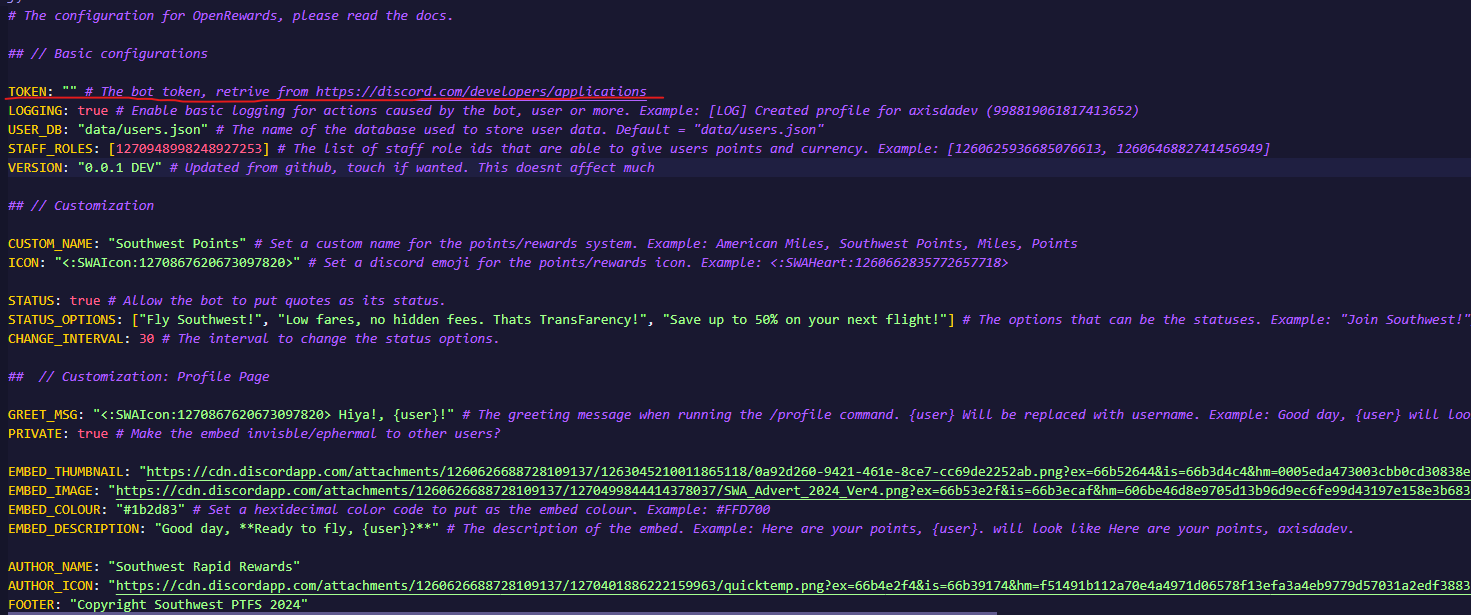 # The configuration for OpenRewards, please read the docs.
## // Basic configurations
TOKEN: "" # The bot token, retrive from https://discord.com/developers/applications
LOGGING: true # Enable basic logging for actions caused by the bot, user or more. Example: [LOG] Created profile for axisdadev (998819061817413652)
USER_DB: "data/users.json" # The name of the database used to store user data. Default = "data/users.json"
STAFF_ROLES: [1270948998248927253] # The list of staff role ids that are able to give users points and currency. Example: [1260625936685076613, 1260646882741456949]
VERSION: "0.0.1 DEV" # Updated from github, touch if wanted. This doesnt affect much
## // Customization
CUSTOM_NAME: "Southwest Points" # Set a custom name for the points/rewards system. Example: American Miles, Southwest Points, Miles, Points
ICON: "<:SWAIcon:1270867620673097820>" # Set a discord emoji for the points/rewards icon. Example: <:SWAHeart:1260662835772657718>
STATUS: true # Allow the bot to put quotes as its status.
STATUS_OPTIONS: ["Fly Southwest!", "Low fares, no hidden fees. Thats TransFarency!", "Save up to 50% on your next flight!"] # The options that can be the statuses. Example: "Join Southwest!"
CHANGE_INTERVAL: 30 # The interval to change the status options.
##  // Customization: Profile Page
GREET_MSG: "<:SWAIcon:1270867620673097820> Hiya!, {user}!" # The greeting message when running the /profile command. {user} Will be replaced with username. Example: Good day, {user} will loo
PRIVATE: true # Make the embed invisble/ephermal to other users?
EMBED_THUMBNAIL: "https://cdn.discordapp.com/attachments/1260626688728109137/1263045210011865118/0a92d260-9421-461e-8ce7-cc69de2252ab.png?ex=66b52644&is=66b3d4c4&hm=0005eda473003cbb0cd30838e
EMBED_IMAGE: "https://cdn.discordapp.com/attachments/1260626688728109137/1270499844414378037/SWA_Advert_2024_Ver4.png?ex=66b53e2f&is=66b3ecaf&hm=606be46d8e9705d13b96d9ec6fe99d43197e158e3b683
EMBED_COLOUR: "#1b2d83" # Set a hexidecimal color code to put as the embed colour. Example: #FFD700
EMBED_DESCRIPTION: "Good day, **Ready to fly, {user}?**" # The description of the embed. Example: Here are your points, {user}. will look like Here are your points, axisdadev.
AUTHOR_NAME: "Southwest Rapid Rewards"
AUTHOR_ICON: "https://cdn.discordapp.com/attachments/1260626688728109137/1270401886222159963/quicktemp.png?ex=66b4e2f4&is=66b39174&hm=f51491b112a70e4a4971d06578f13efa3a4eb9779d57031a2edf3883
FOOTER: "Copyright Southwest PTFS 2024"